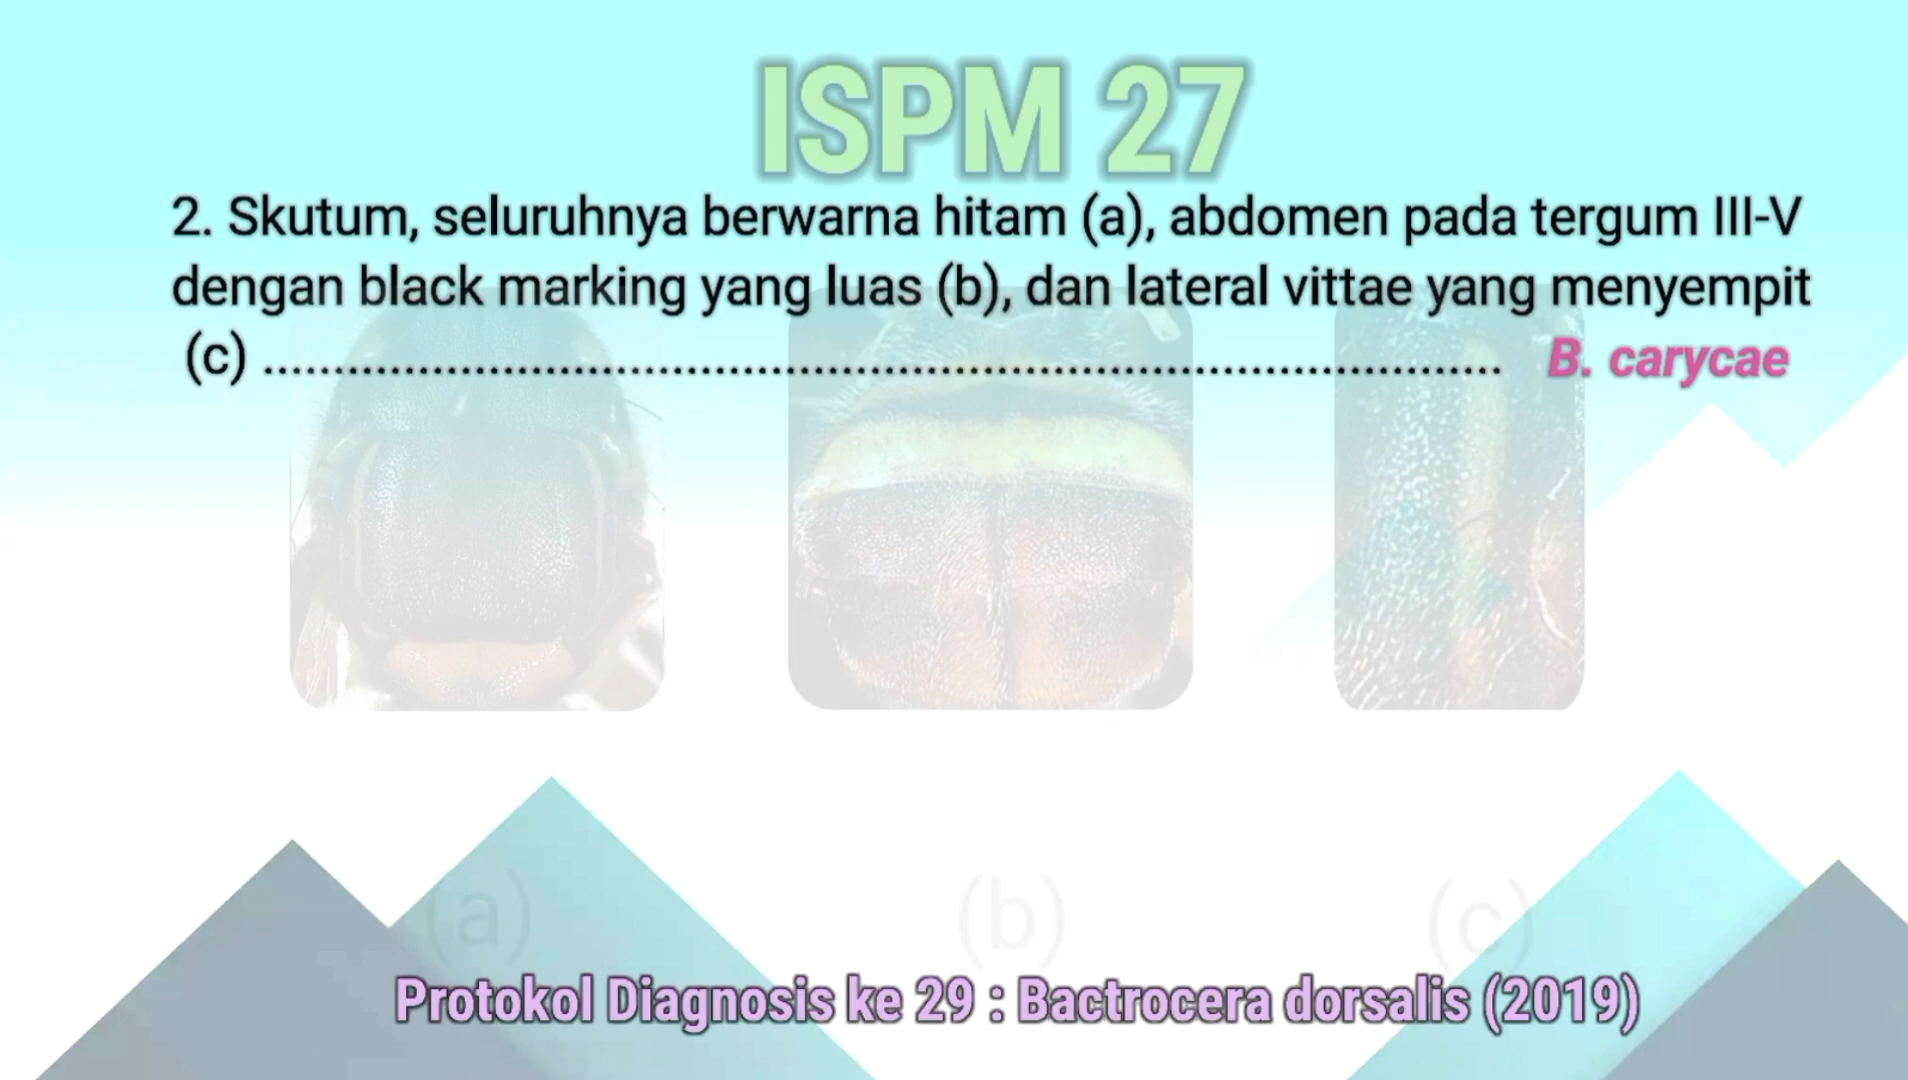 ISPM 27
2. Skutum, seluruhnya berwarna hitam (a), abdomen pada tergum III-V
dengan black marking yang luas (b), dan lateral vittae yang menyempit
(c) ........................................................................................ B. carycae
(a) (b) (c)
Protokol Diagnosis ke 29 : Bactrocera dorsalis (2019)